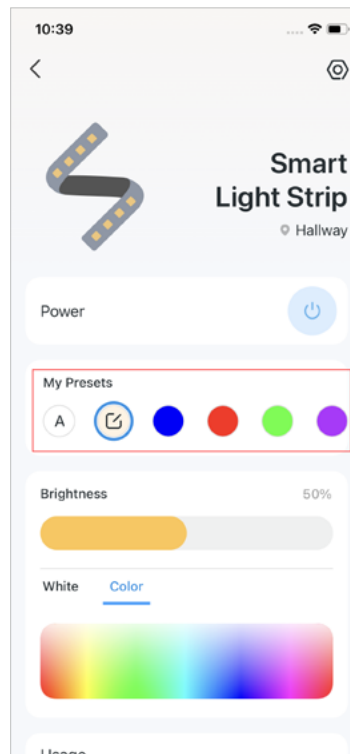 10:39
Smart
Light Strip
Hallway
Power
My Presets
A
Brightness
50%
White
Color
Usage